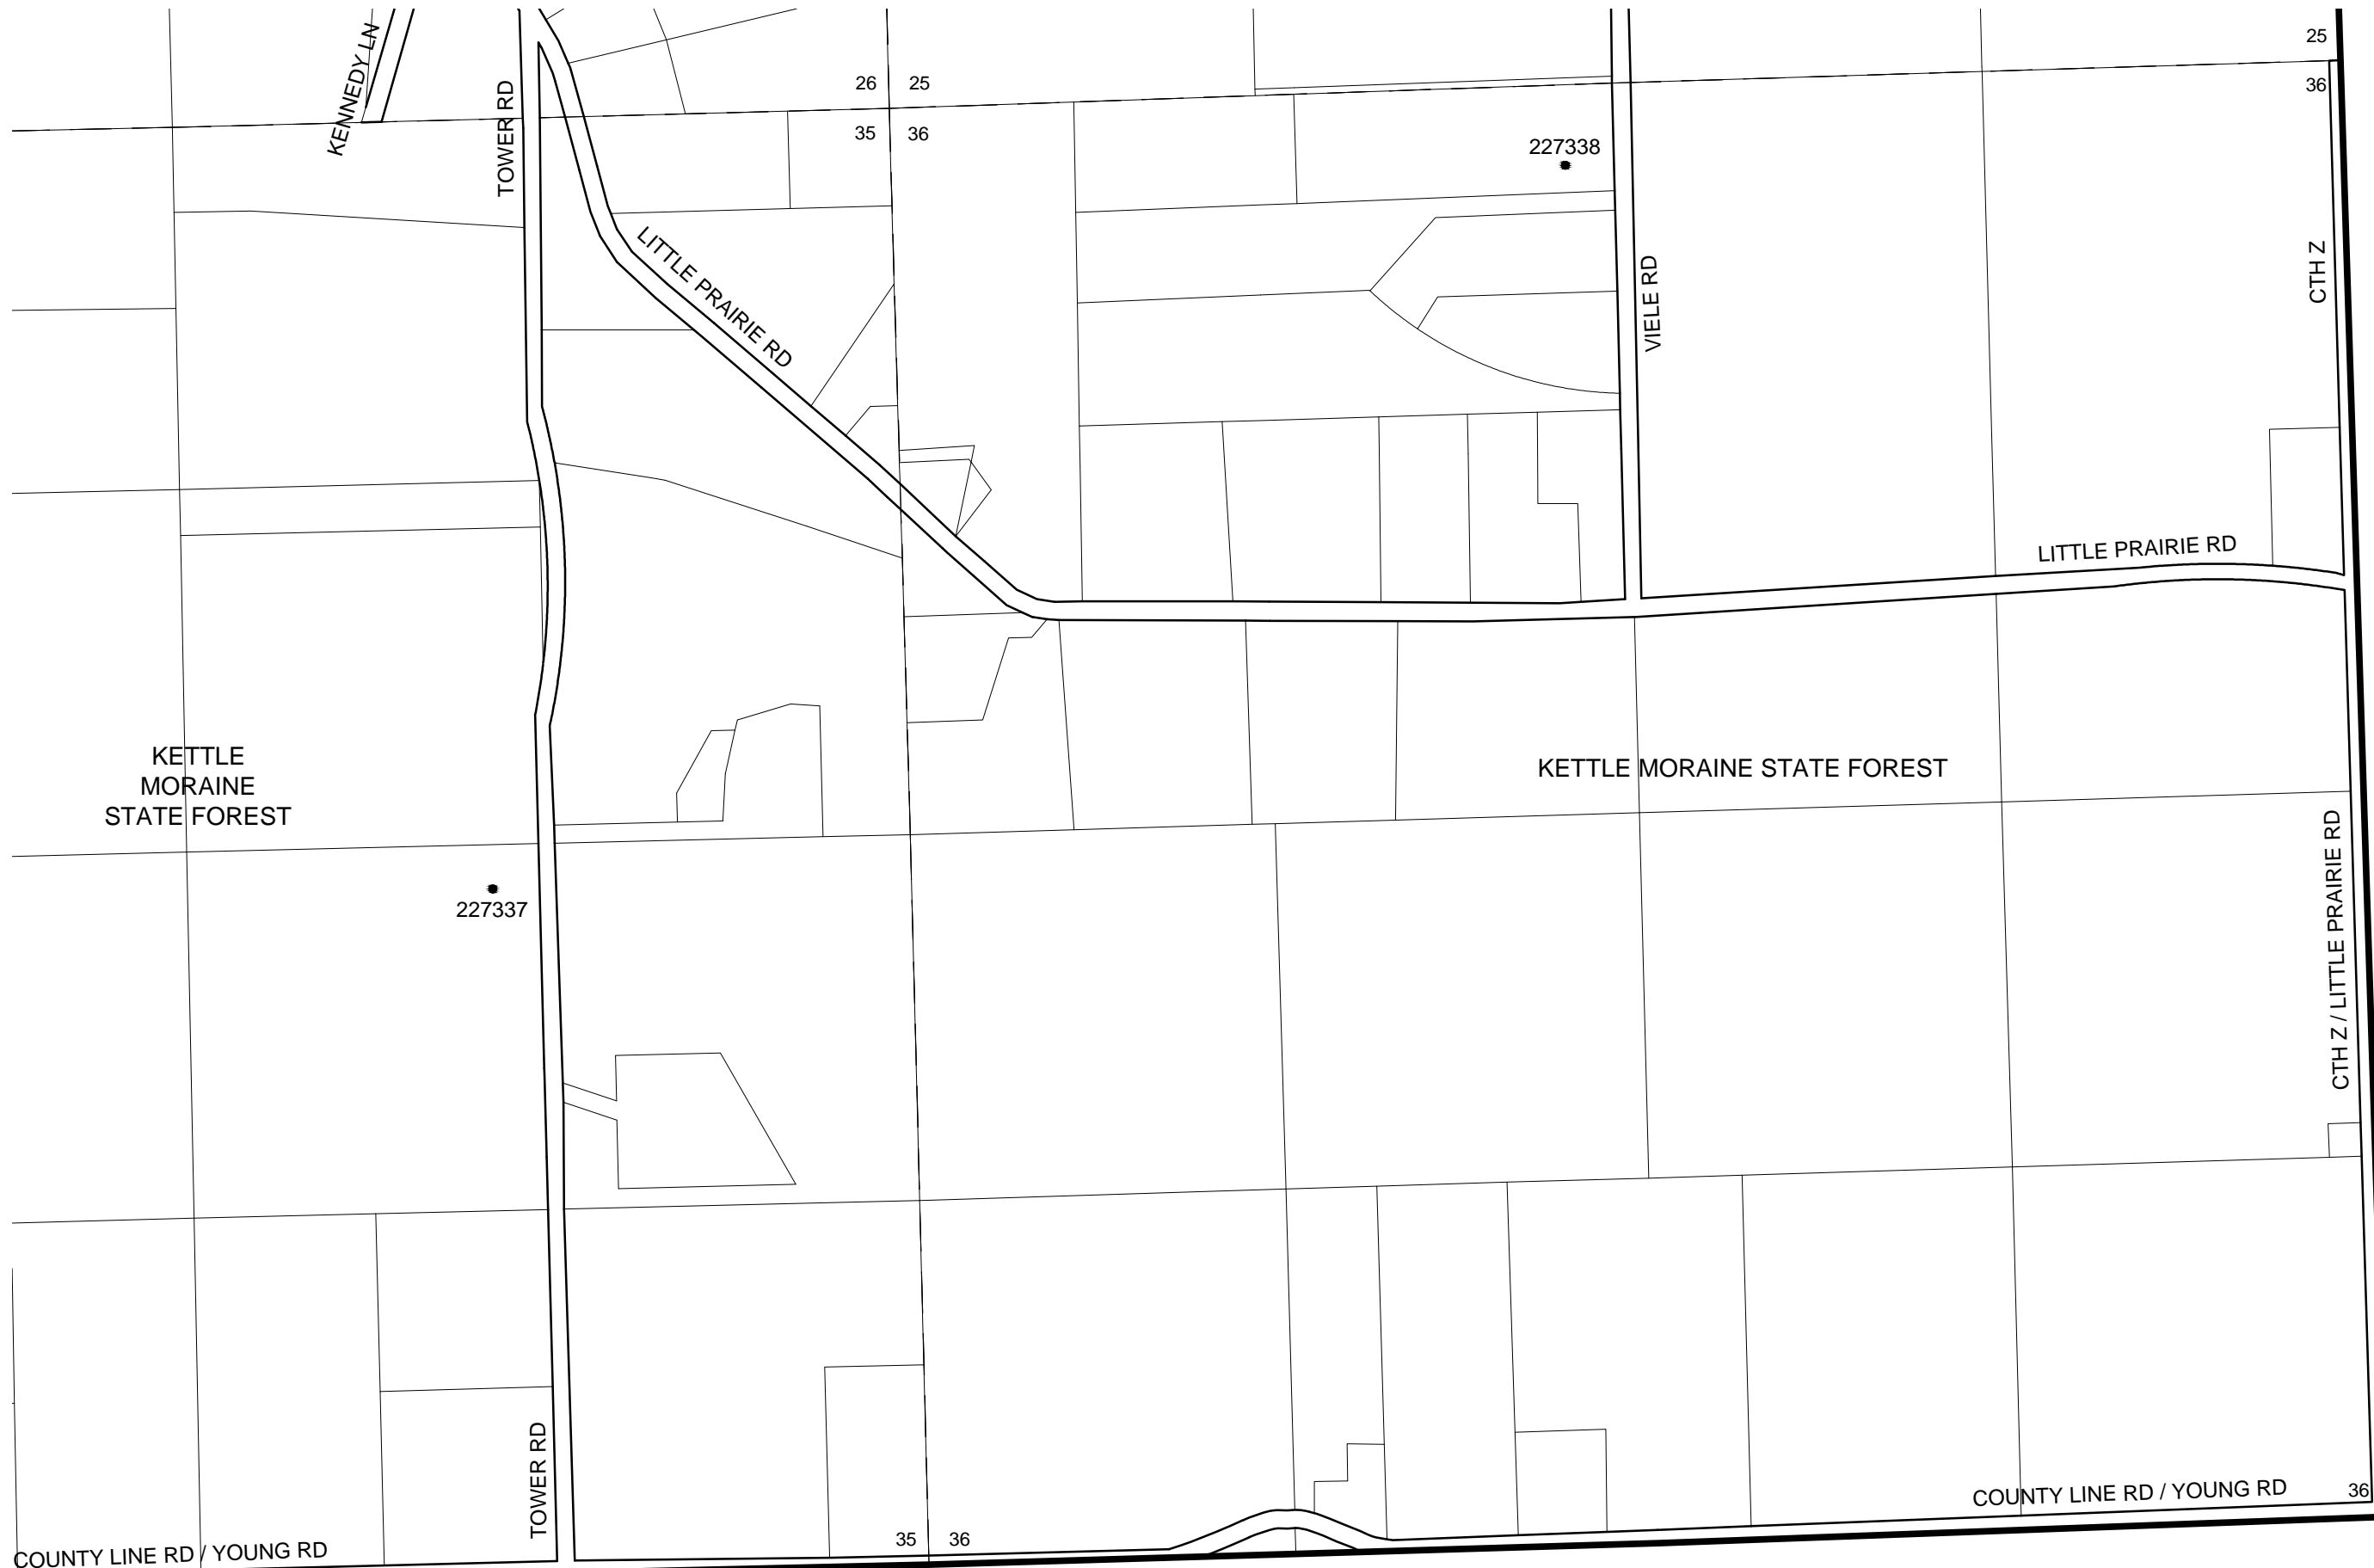 KENNEDY LN
TOWER RD
26
25
35
36
25
36
227338
LITTLE PRAIRIE RD
VIELE RD
CTH Z
LITTLE PRAIRIE RD
KETTLE
MORAINE
STATE FOREST
KETTLE MORAINE STATE FOREST
227337
CTH Z / LITTLE PRAIRIE RD
TOWER RD
COUNTY LINE RD / YOUNG RD
36
35
36
COUNTY LINE RD / YOUNG RD